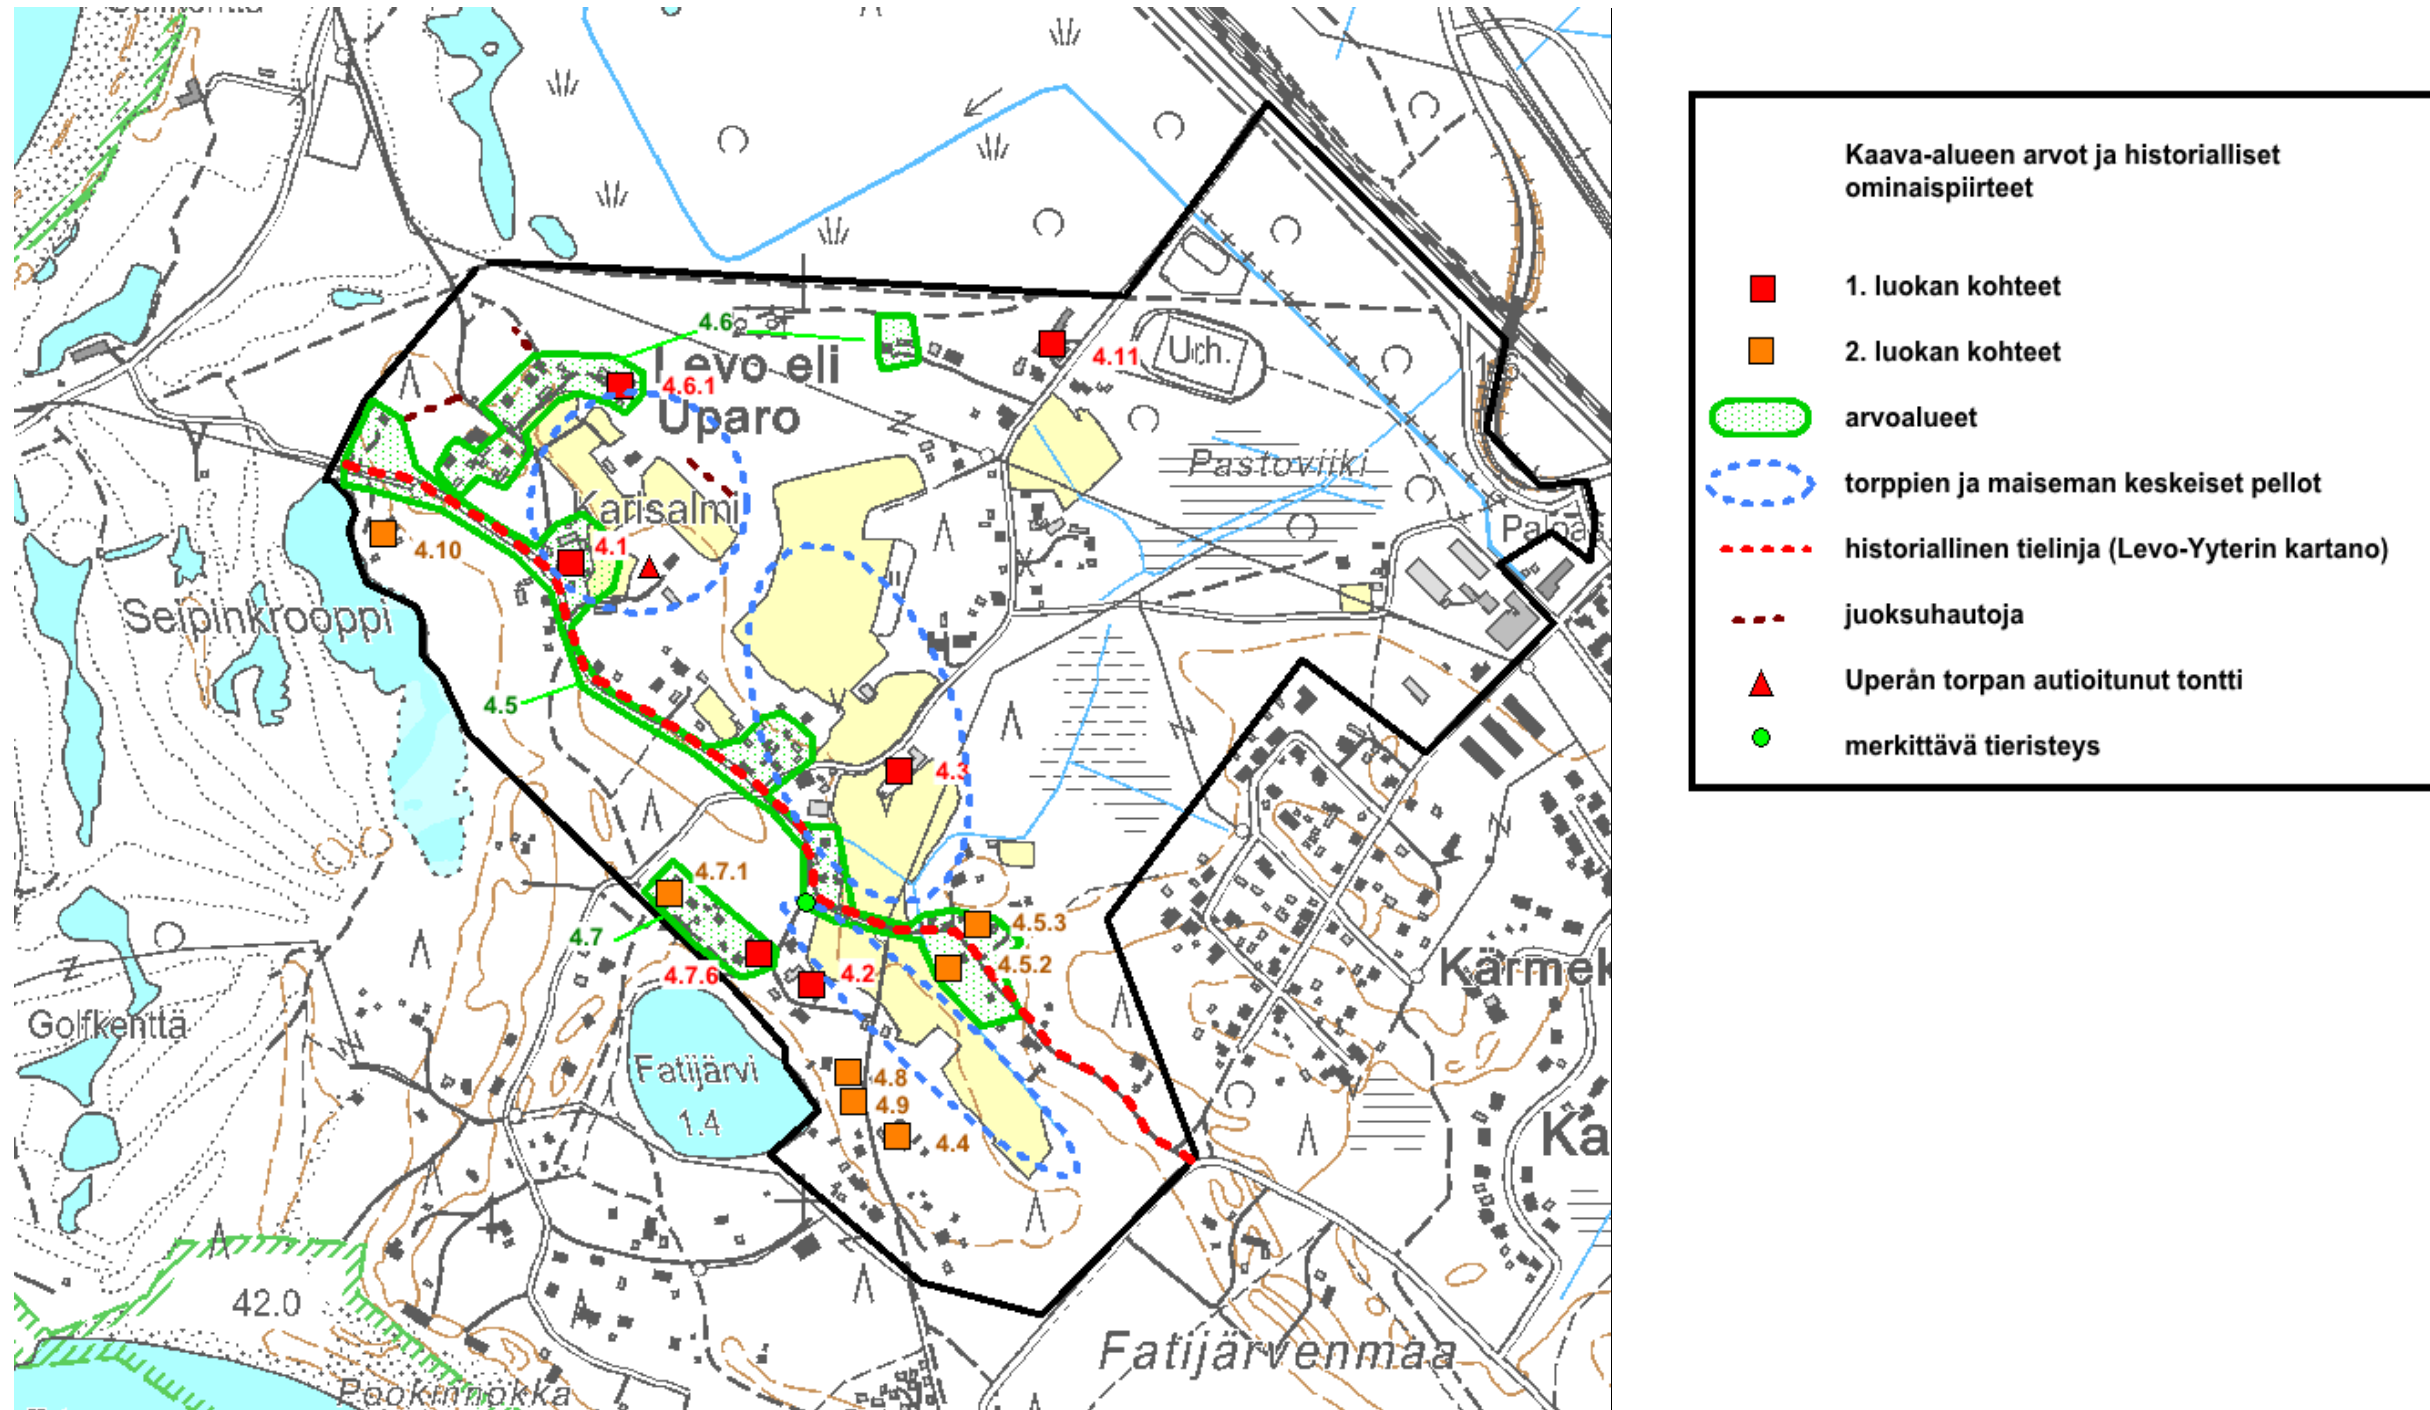 4.6
Levo eli
Uparo
4.6.1
4.11
Urh.
Pastoviiki
Karisalmi
4.1
4.10
Seipinkrooppi
4.5
4.3
4.7.1
4.7
4.7.6
4.2
4.5.3
4.5.2
Kärmek
Golfkenttä
Fatijärvi
1.4
4.8
4.9
4.4
Ka
42.0
Fatijärvenmaa
Kaava-alueen arvot ja historialliset
ominaispiirteet
1. luokan kohteet
2. luokan kohteet
arvoalueet
torppien ja maiseman keskeiset pellot
historiallinen tielinja (Levo-Yyterin kartano)
juoksuhautoja
Uperån torpan autioitunut tontti
merkittävä tieristeys